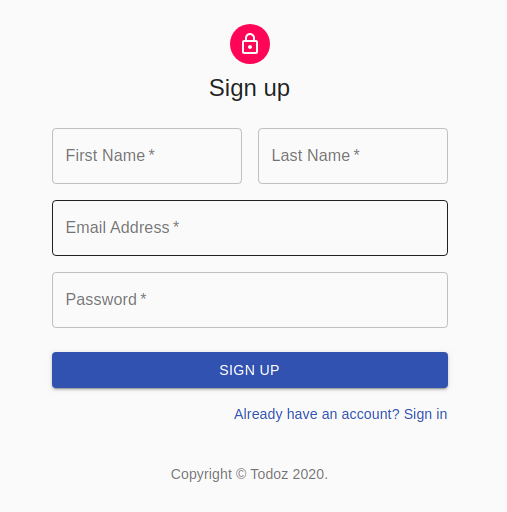 Sign up
First Name * Last Name *
Email Address *
Password *
SIGN UP
Already have an account? Sign in
Copyright © Todoz 2020.